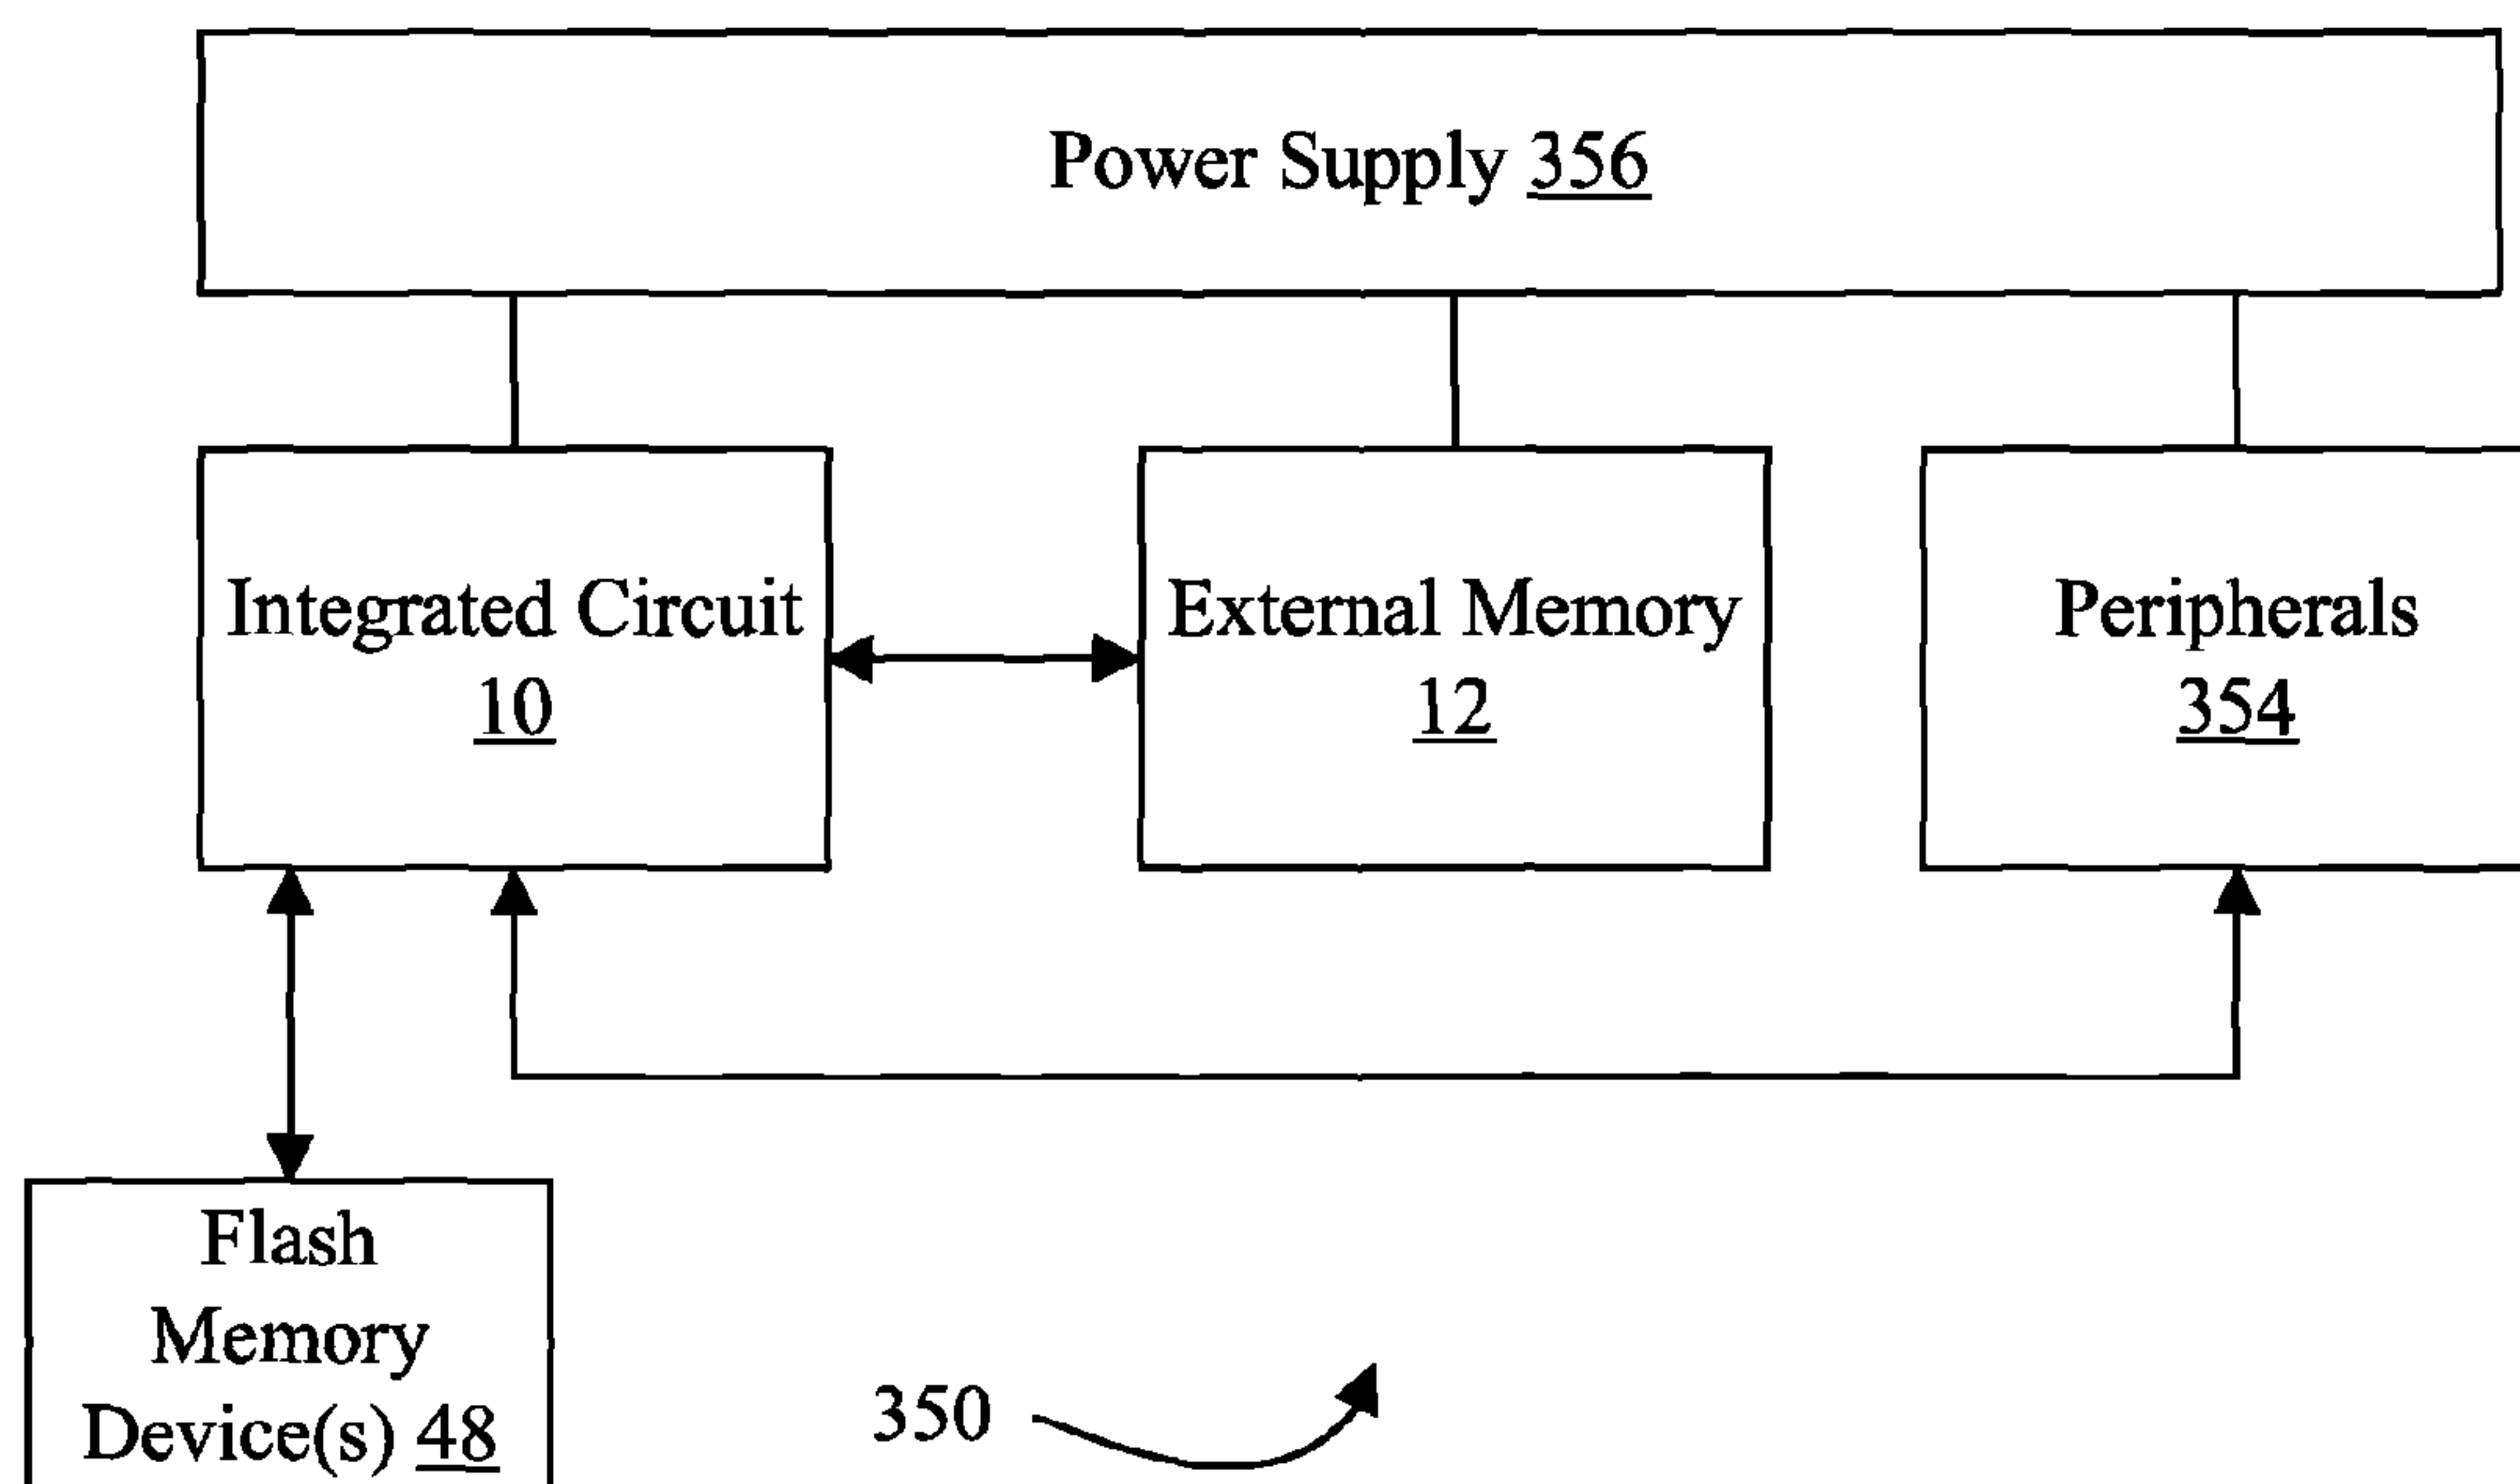 Power Supply 356
Integrated Circuit
10
External Memory
12
Peripherals
354
Flash
Memory
Device(s) 48
350